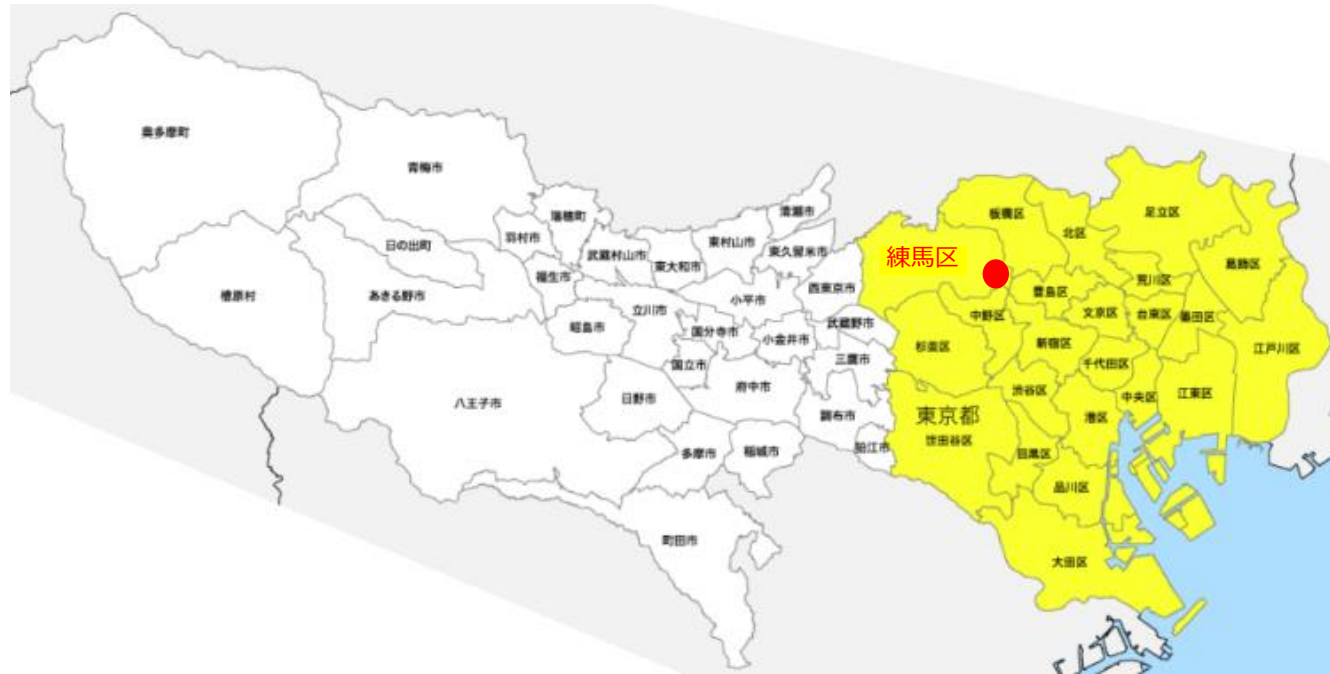 奥多摩町
青梅市
瑞穂町
清瀬市
羽村市
日の出町
武蔵村山市
東村山市
東久留米市
東大和市
福生市
檜原村
あきる野市
西東京市
小平市
立川市
昭島市
国分寺市
小金井市
武蔵野市
国立市
三鷹市
府中市
八王子市
日野市
調布市
狛江市
多摩市
稲城市
町田市
足立区
板橋区
北区
練馬区
葛飾区
荒川区
豊島区
中野区
文京区
台東区
墨田区
杉並区
新宿区
江戸川区
千代田区
渋谷区
中央区
江東区
東京都
港区
世田谷区
目黒区
品川区
大田区